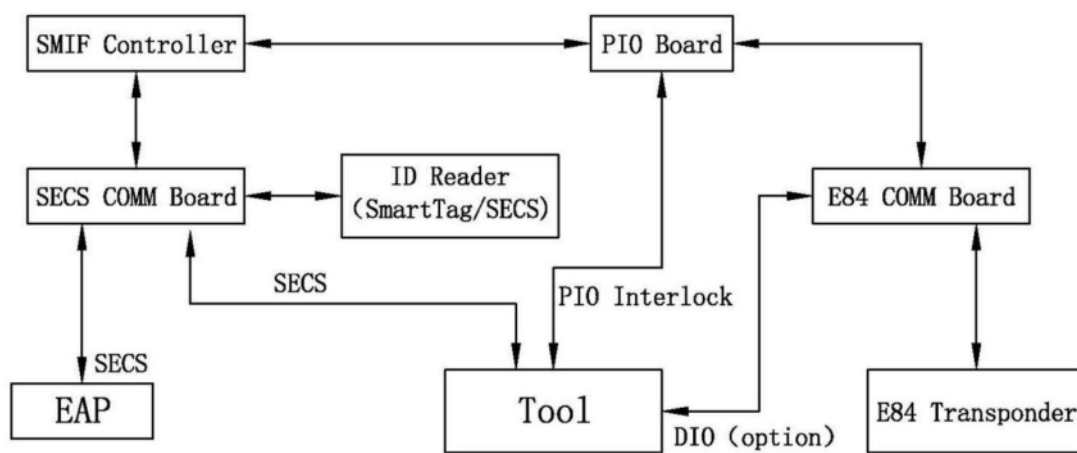 SMIF Controller
PIO Board
SECS COMM Board
ID Reader
(SmartTag/SECS)
E84 COMM Board
SECS
PIO Interlock
SECS
EAP
Tool
DIO (option)
E84 Transponder